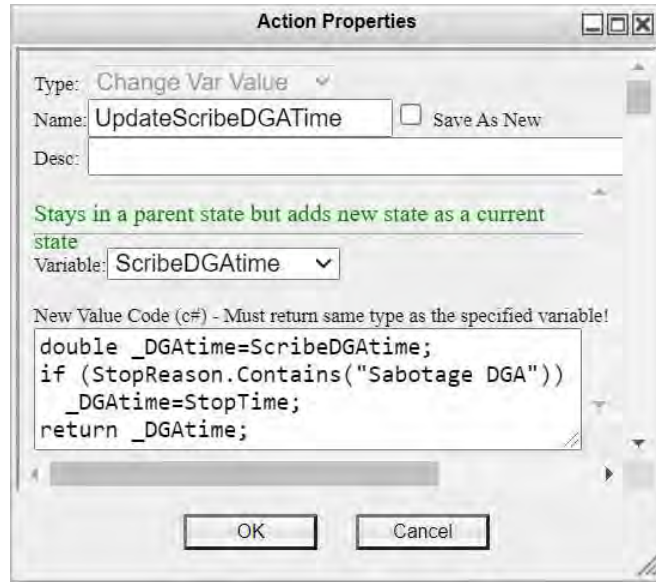 Action Properties
Type: Change Var Value
Name: UpdateScribeDGATime Save As New
Desc:
Stays in a parent state but adds new state as a current
state
Variable: ScribeDGAtime
New Value Code (c#) - Must return same type as the specified variable!
double _DGAtime=ScribeDGAtime;
if (StopReason.Contains("Sabotage DGA"))
_DGAtime=StopTime;
return _DGAtime;
OK Cancel